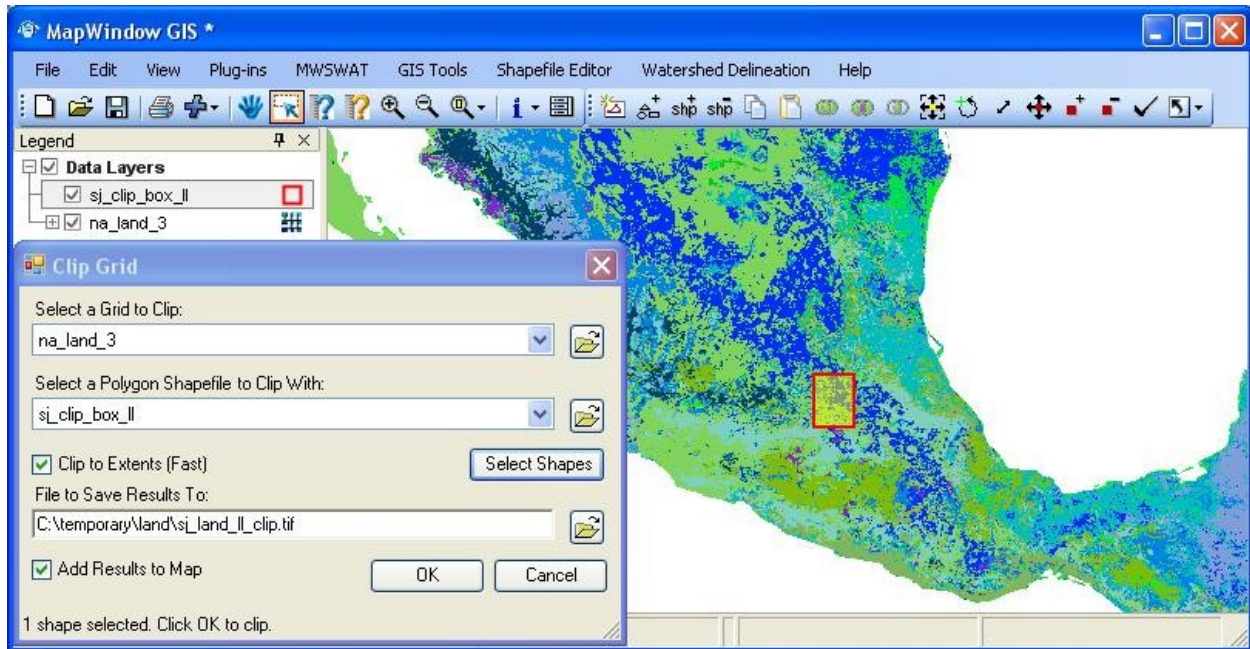 MapWindow GIS *
File Edit View Plug-ins MWSWAT GIS Tools Shapefile Editor Watershed Delineation Help
shp shp
Legend
Data Layers
sj_clip_box_ll
na_land_3
Clip Grid
Select a Grid to Clip:
na_land_3
Select a Polygon Shapefile to Clip With:
sj_clip_box_ll
Clip to Extents (Fast) Select Shapes
File to Save Results To:
C:\temporary\land\sj_land_ll_clip.tif
Add Results to Map OK Cancel
1 shape selected. Click OK to clip.